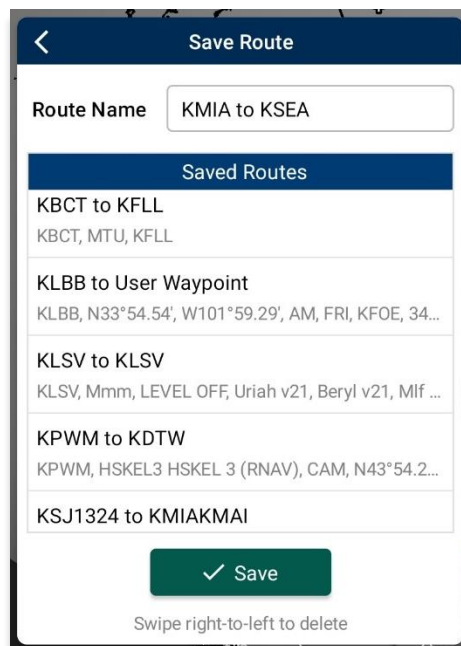 Save Route
Route Name KMIA to KSEA
Saved Routes
KBCT to KFLL
KBCT, MTU, KFLL
KLBB to User Waypoint
KLBB, N33°54.54', W101°59.29', AM, FRI, KFOE, 34...
KLSV to KLSV
KLSV, Mmm, LEVEL OFF, Uriah v21, Beryl v21, Mlf ...
KPWM to KDTW
KPWM, HSKEL3 HSKEL 3 (RNAV), CAM, N43°54.2...
KSJ1324 to KMIAKMAI
Save
Swipe right-to-left to delete